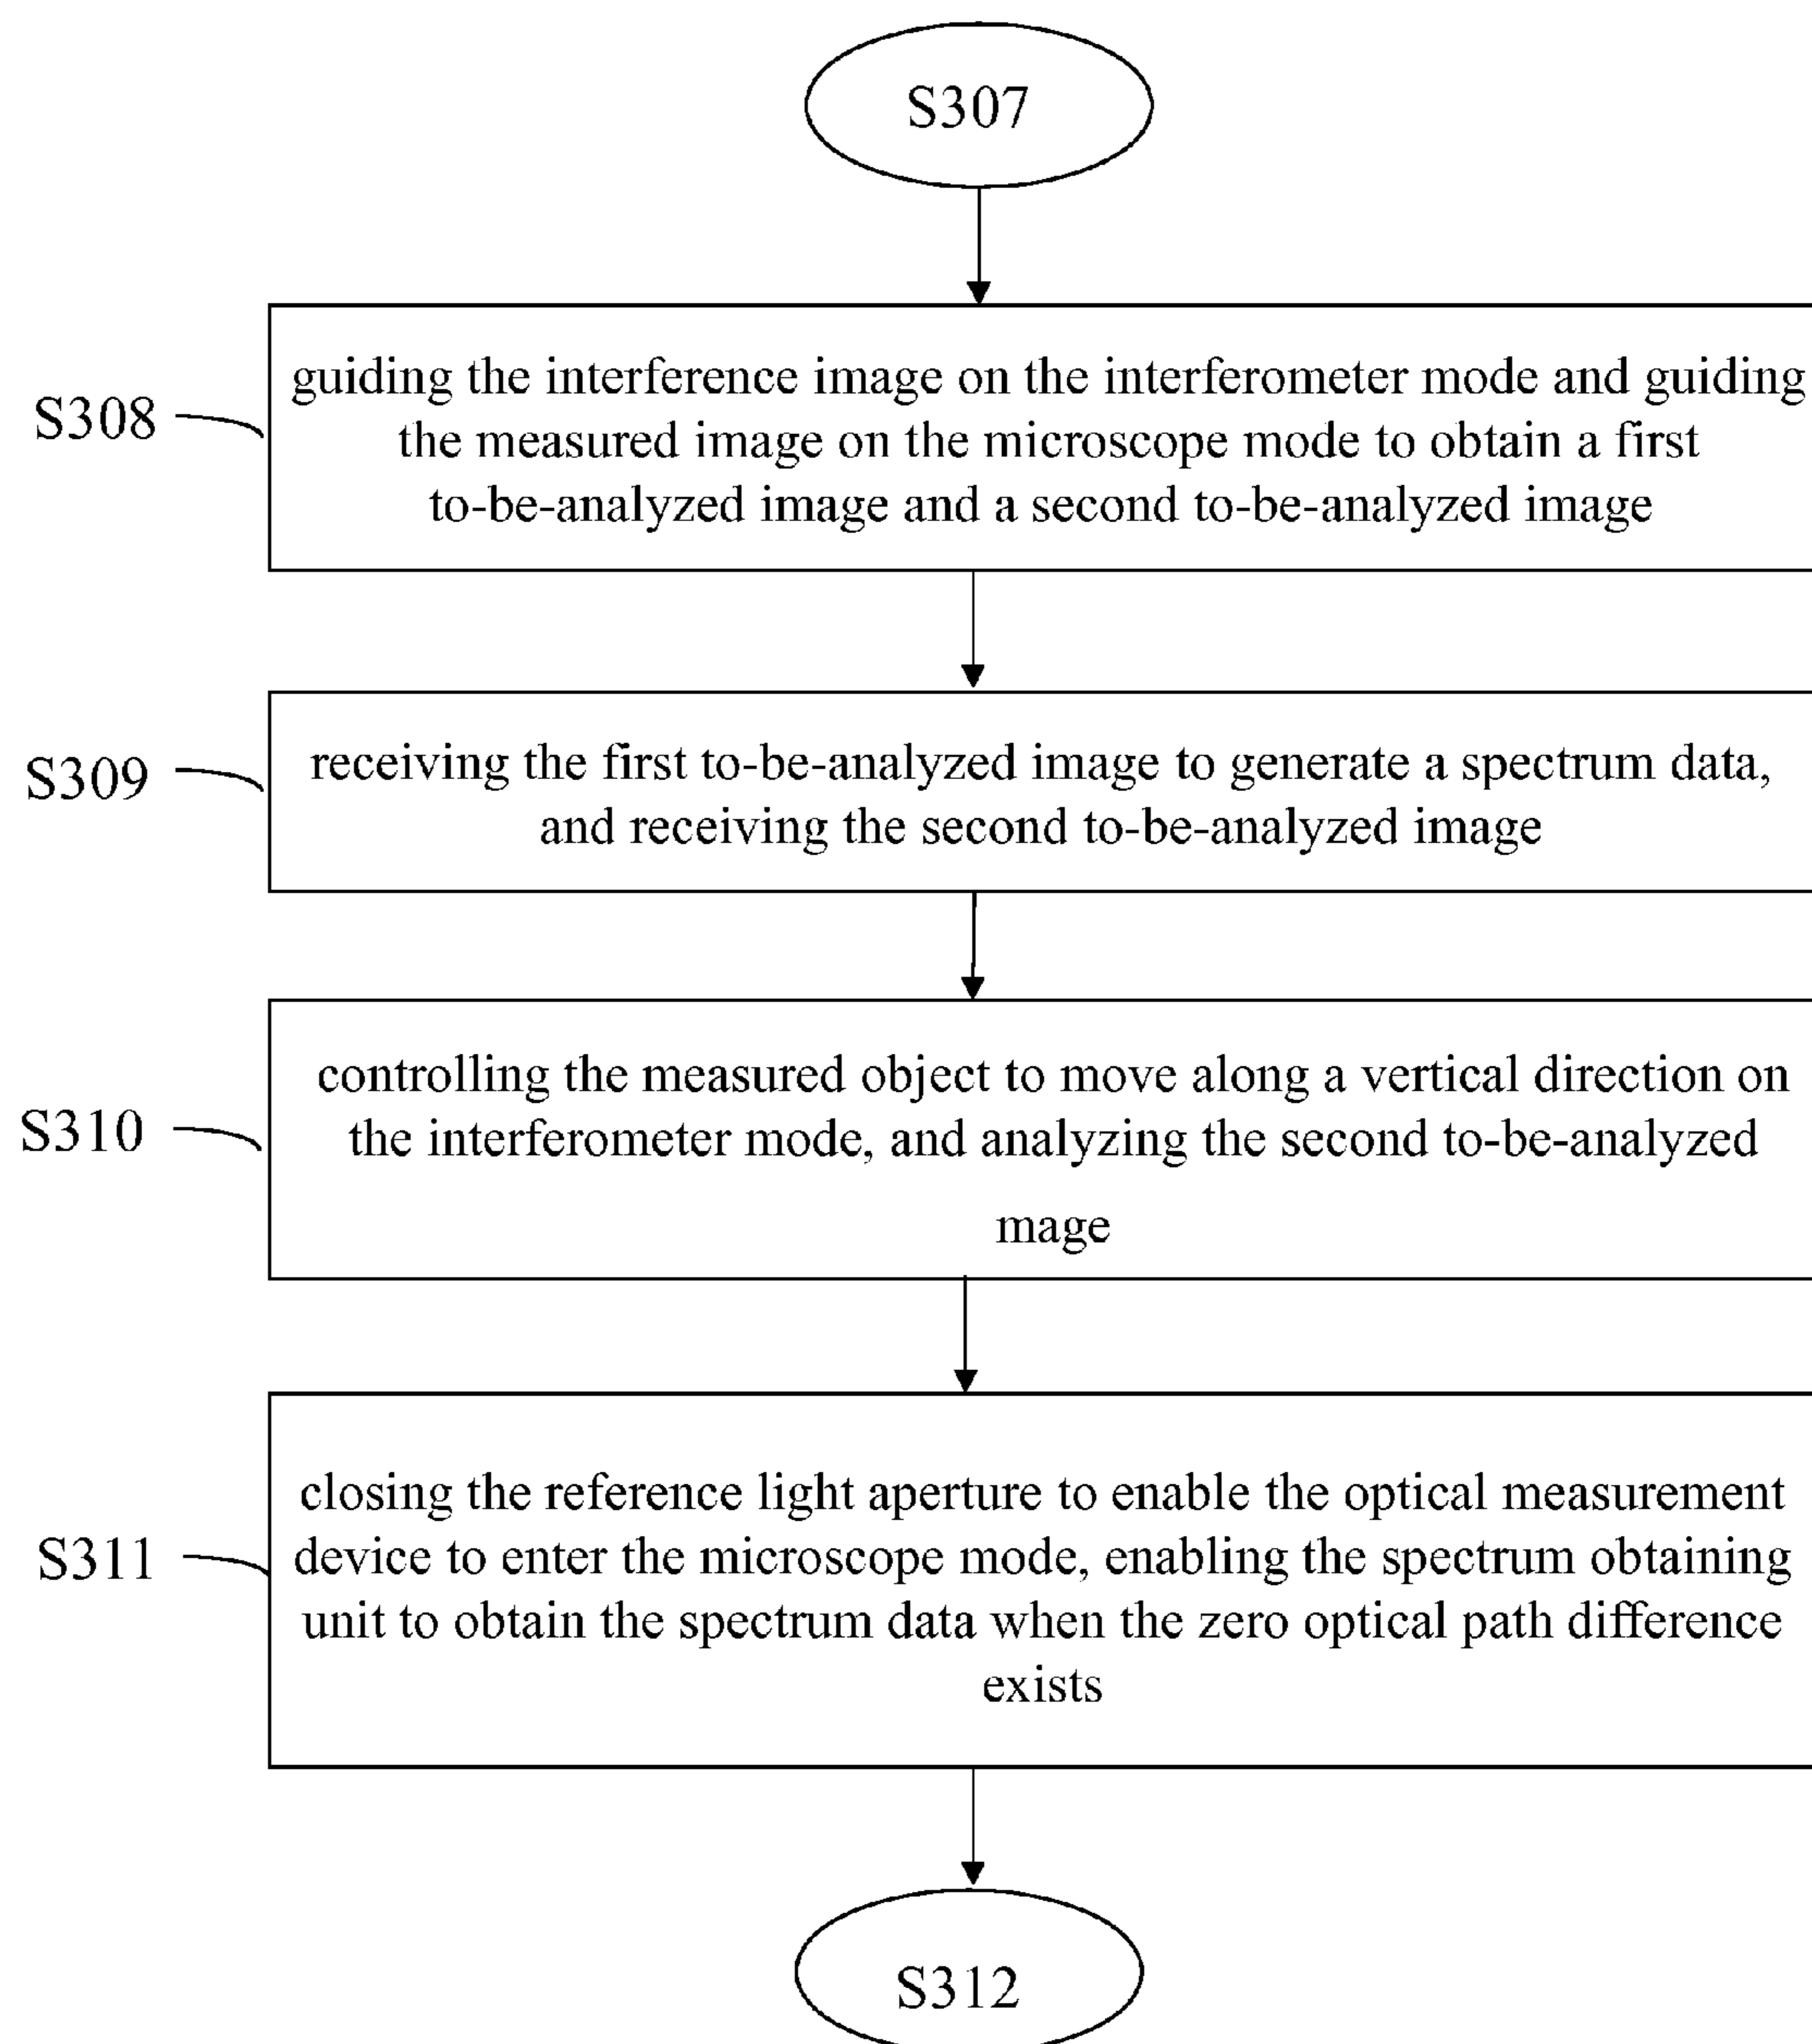 S307
S308
guiding the interference image on the interferometer mode and guiding
the measured image on the microscope mode to obtain a first
to-be-analyzed image and a second to-be-analyzed image
S309
receiving the first to-be-analyzed image to generate a spectrum data,
and receiving the second to-be-analyzed image
S310
controlling the measured object to move along a vertical direction on
the interferometer mode, and analyzing the second to-be-analyzed
mage
S311
closing the reference light aperture to enable the optical measurement
device to enter the microscope mode, enabling the spectrum obtaining
unit to obtain the spectrum data when the zero optical path difference
exists
S312